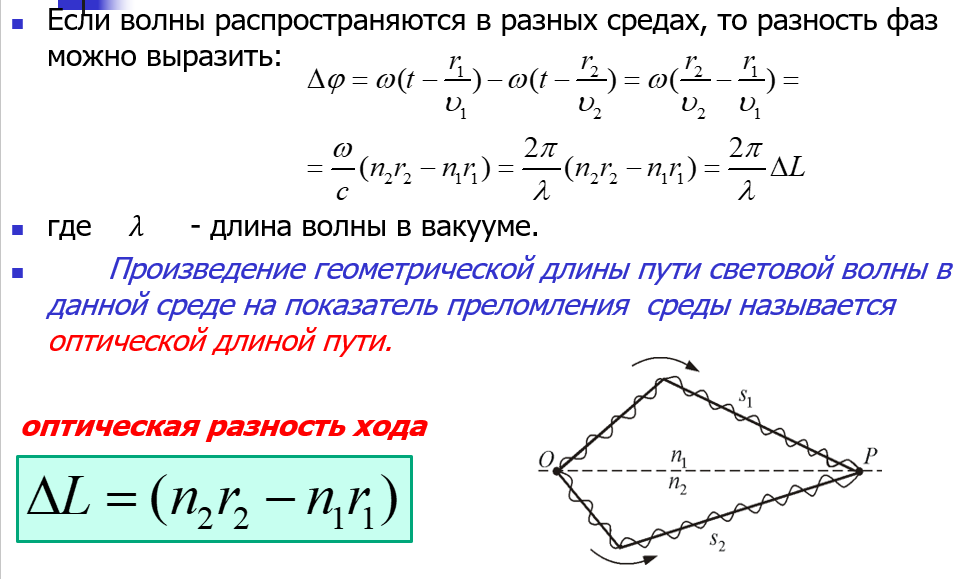 Если волны распространяются в разных средах, то разность фаз
можно выразить:
Δφ = ω(t − r₁/υ₁) − ω(t − r₂/υ₂) = ω(r₂/υ₂ − r₁/υ₁) =
= ω/c (n₂r₂ − n₁r₁) = 2π/λ (n₂r₂ − n₁r₁) = 2π/λ ΔL
где λ - длина волны в вакууме.
Произведение геометрической длины пути световой волны в
данной среде на показатель преломления среды называется
оптической длиной пути.
оптическая разность хода
ΔL = (n₂r₂ − n₁r₁)
s₁
O n₁ P
n₂
s₂